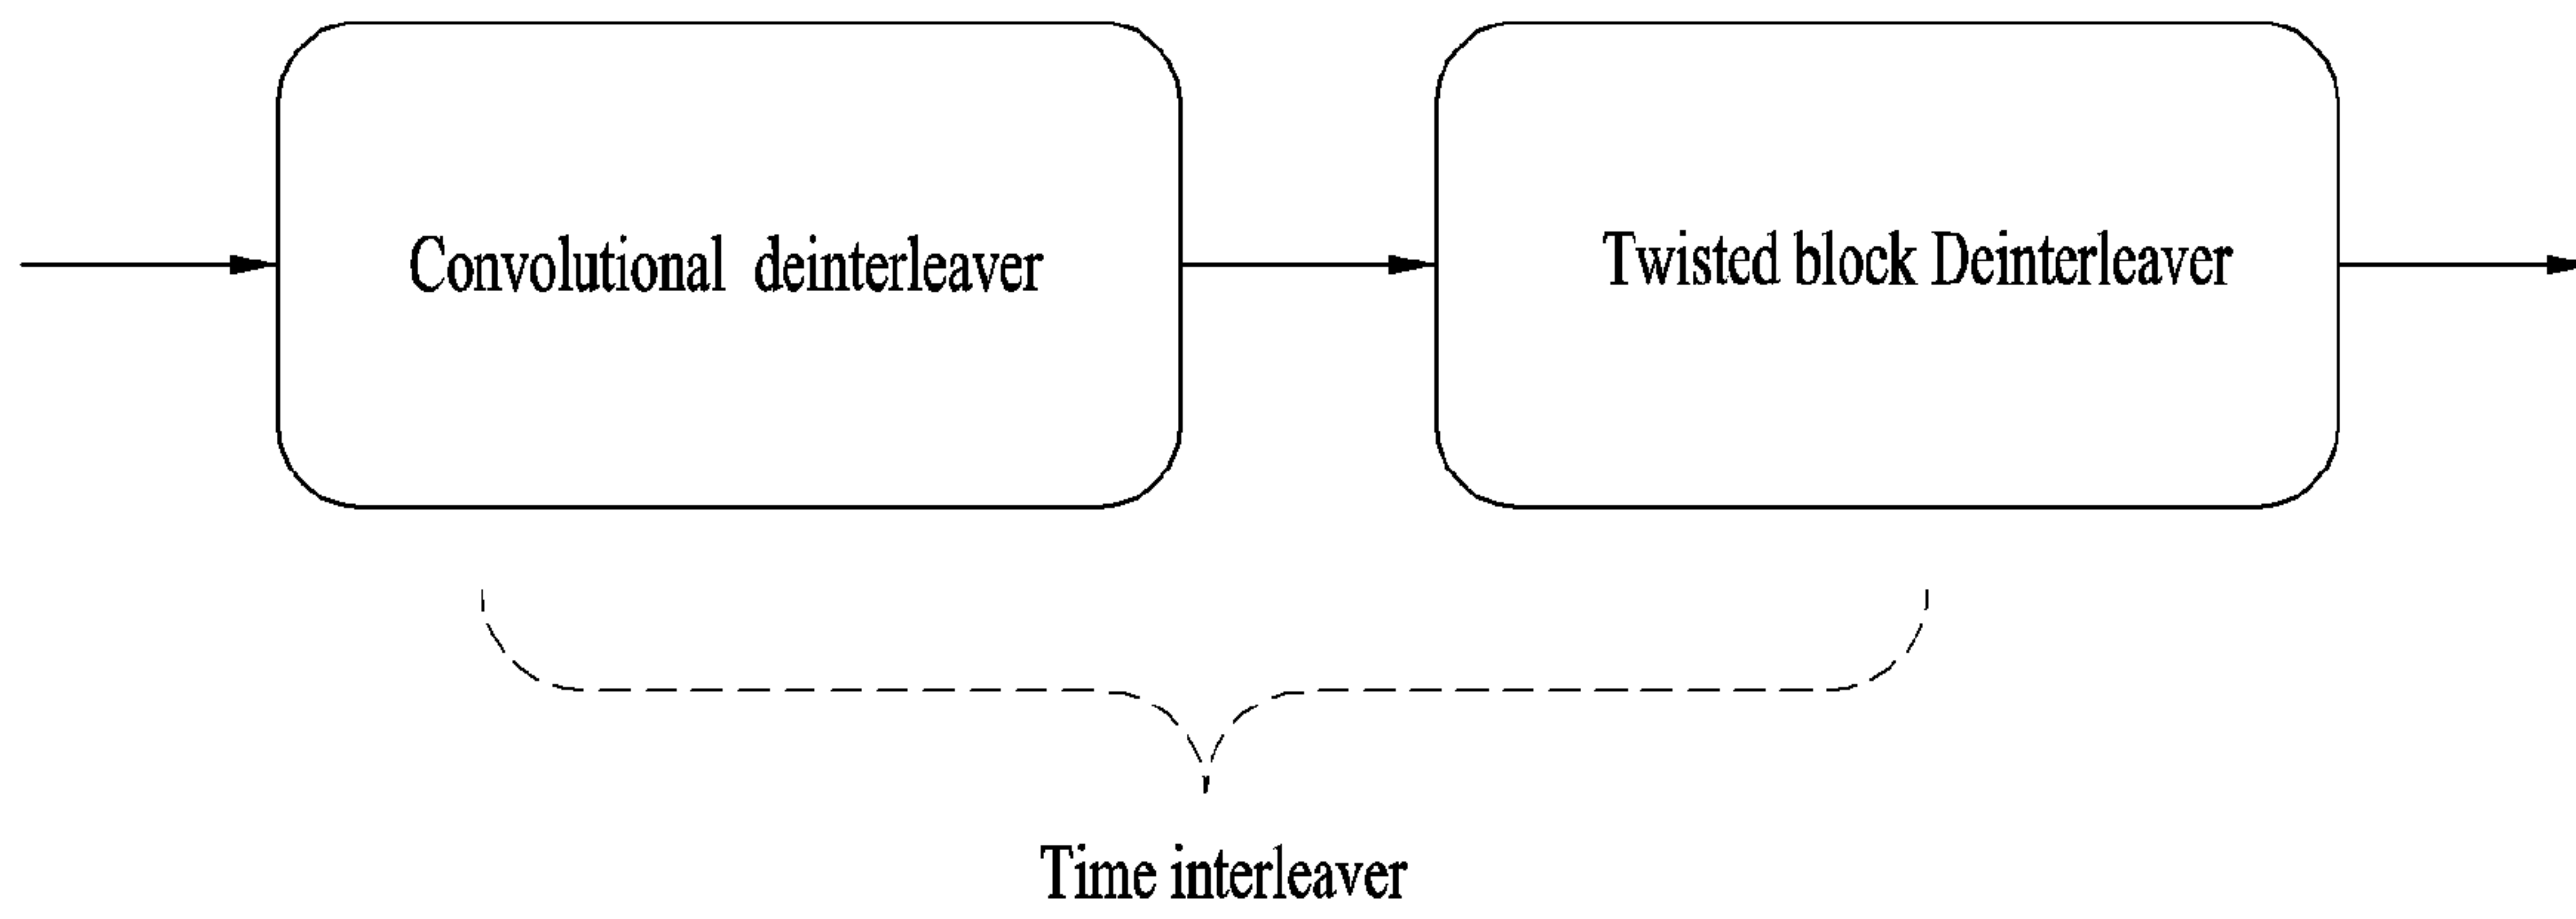 Convolutional deinterleaver
Twisted block Deinterleaver
Time interleaver